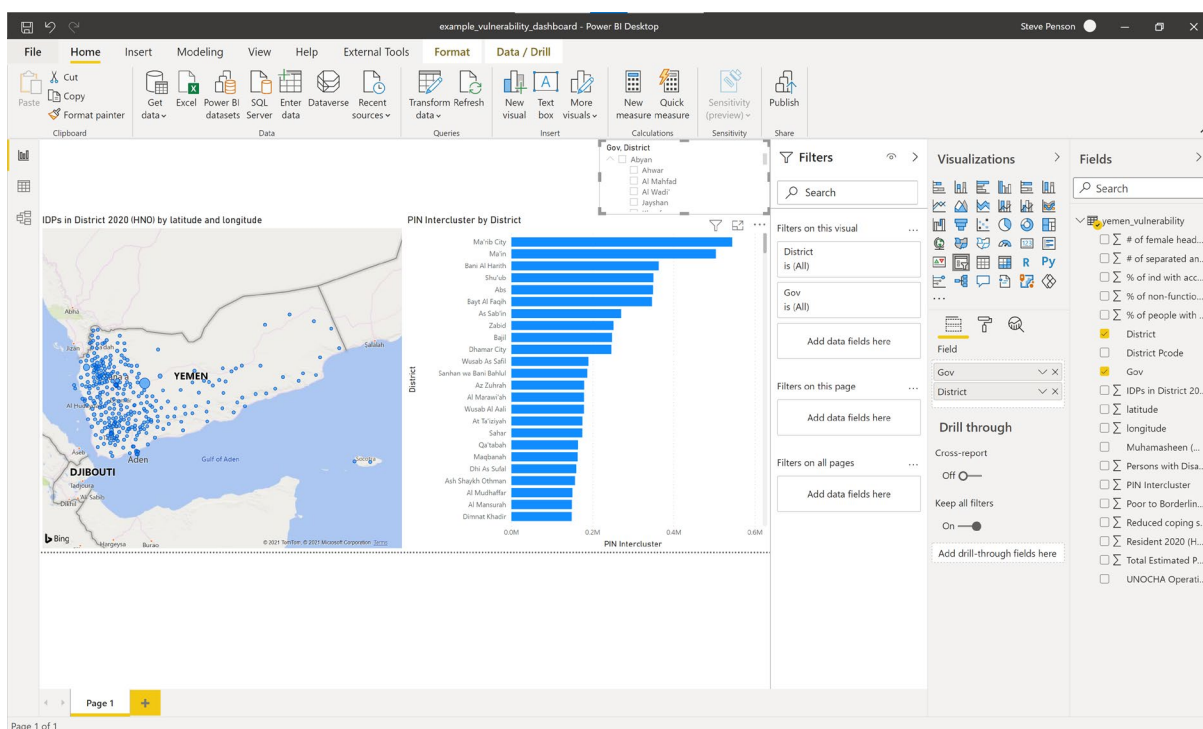 example_vulnerability_dashboard - Power BI Desktop
Steve Penson
File Home Insert Modeling View Help External Tools Format Data / Drill
Paste
Cut
Copy
Format painter
Clipboard
Get data
Excel
Power BI datasets
SQL Server
Enter data
Dataverse
Recent sources
Data
Transform data
Refresh
Queries
New visual
Text box
More visuals
Insert
New measure
Quick measure
Calculations
Sensitivity (preview)
Sensitivity
Publish
Share
Gov, District
Abyan
Ahwar
Al Mahfad
Al Wadi'
Jayshan
IDPs in District 2020 (HNO) by latitude and longitude
Abha
Salalah
YEMEN
Aden
Gulf of Aden
Aseb
DJIBOUTI
Tadjoura
Dikhil
Hargeysa
Burao
Bing
© 2021 TomTom, © 2021 Microsoft Corporation Terms
PIN Intercluster by District
District
Ma'rib City
Ma'in
Bani Al Harith
Shu'ub
Abs
Bayt Al Faqih
As Sab'in
Zabid
Bajil
Dhamar City
Wusab As Safil
Sanhan wa Bani Bahlul
Az Zuhrah
Al Marawi'ah
Wusab Al Aali
At Ta'iziyah
Sahar
Qa'tabah
Maqbanah
Dhi As Sufal
Ash Shaykh Othman
Al Mudhaffar
Al Mansurah
Dimnat Khadir
0.0M 0.2M 0.4M 0.6M
PIN Intercluster
Filters
Search
Filters on this visual ...
District
is (All)
Gov
is (All)
Add data fields here
Filters on this page ...
Add data fields here
Filters on all pages ...
Add data fields here
Visualizations
R Py
...
Field
Gov
District
Drill through
Cross-report
Off
Keep all filters
On
Add drill-through fields here
Fields
Search
yemen_vulnerability
# of female head...
# of separated an...
% of ind with acc...
% of non-functio...
% of people with ...
District
District Pcode
Gov
IDPs in District 20...
latitude
longitude
Muhamasheen (...
Persons with Disa...
PIN Intercluster
Poor to Borderlin...
Reduced coping s...
Resident 2020 (H...
Total Estimated P...
UNOCHA Operati...
Page 1
Page 1 of 1